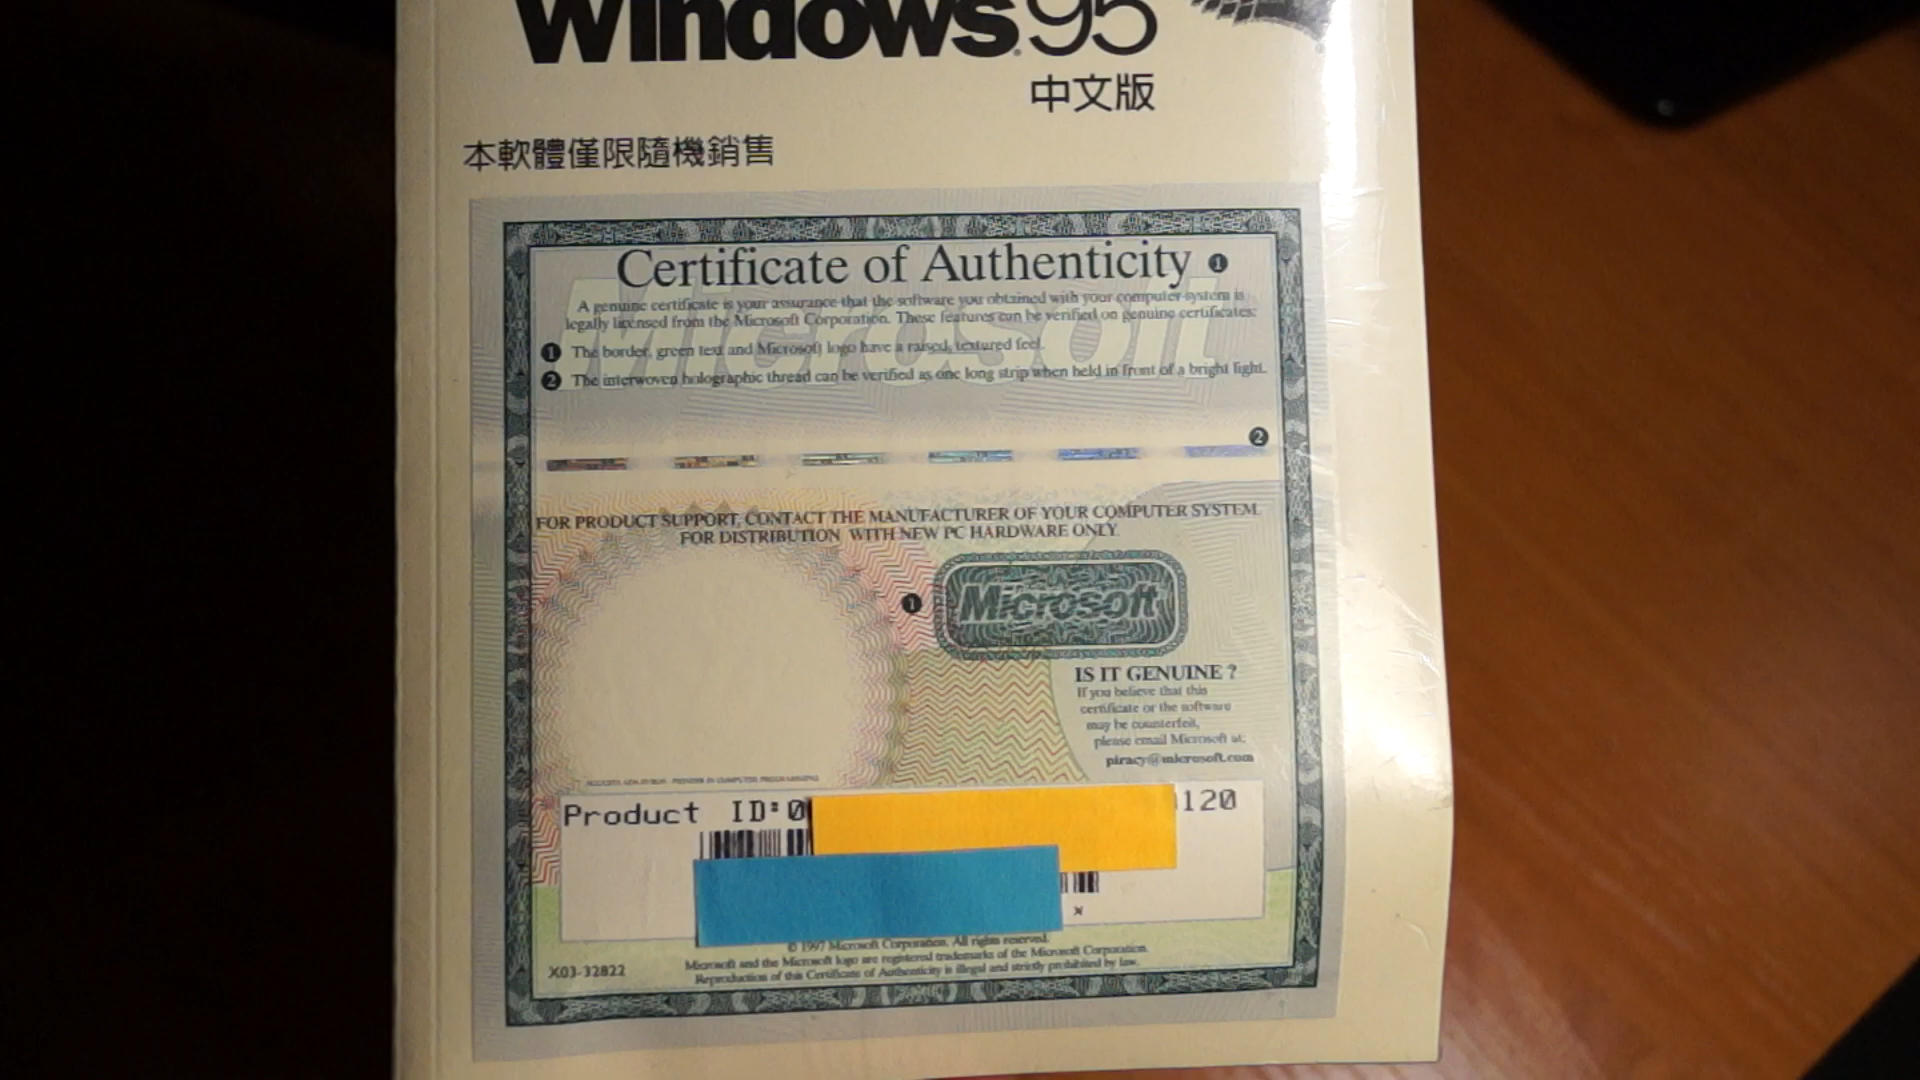 Windows 95
中文版
本軟體僅限隨機銷售
Certificate of Authenticity ❶
A genuine certificate is your assurance that the software you obtained with your computer system is
legally licensed from the Microsoft Corporation. These features can be verified on genuine certificates:
❶ The border, green text and Microsoft logo have a raised, textured feel.
❷ The interwoven holographic thread can be verified as one long strip when held in front of a bright light.
Microsoft
❷
FOR PRODUCT SUPPORT, CONTACT THE MANUFACTURER OF YOUR COMPUTER SYSTEM.
FOR DISTRIBUTION WITH NEW PC HARDWARE ONLY.
❶ Microsoft
IS IT GENUINE ?
If you believe that this
certificate or the software
may be counterfeit,
please email Microsoft at:
piracy@microsoft.com
Product ID:0 120
© 1997 Microsoft Corporation. All rights reserved.
Microsoft and the Microsoft logo are registered trademarks of the Microsoft Corporation.
Reproduction of this Certificate of Authenticity is illegal and strictly prohibited by law.
X03-32822